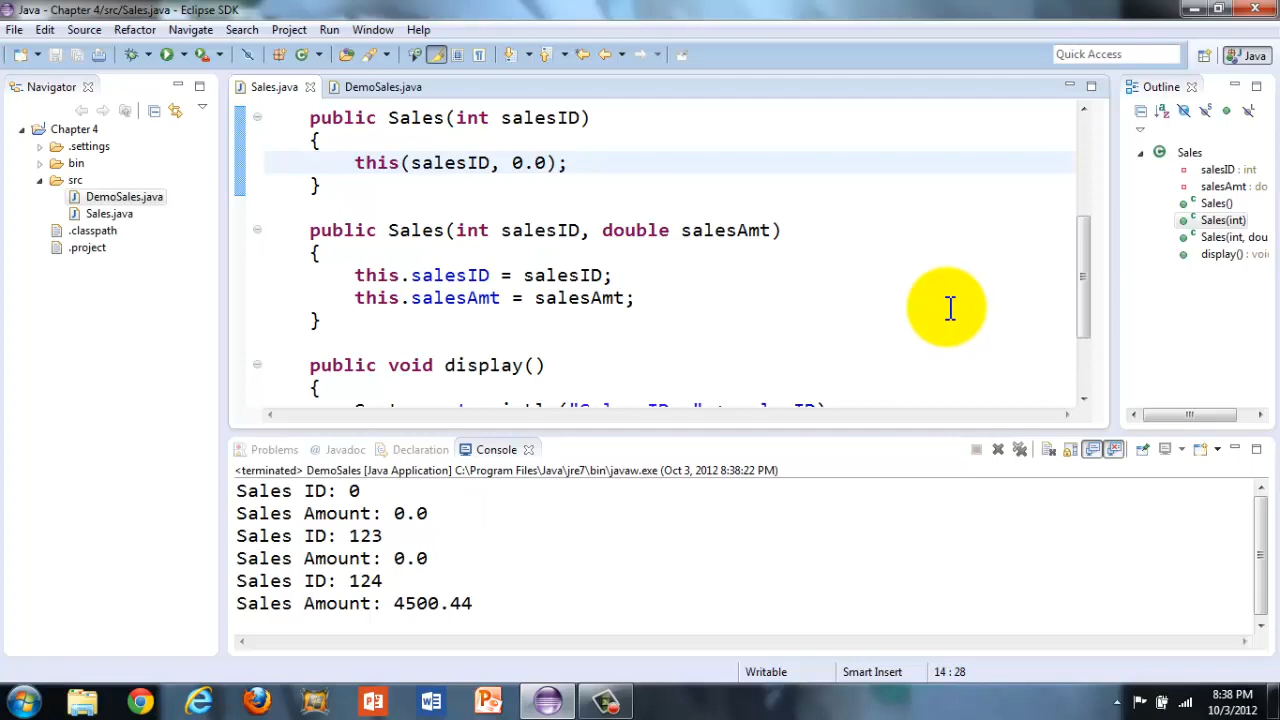 Java - Chapter 4/src/Sales.java - Eclipse SDK
File Edit Source Refactor Navigate Search Project Run Window Help
Quick Access
Java
Navigator
Chapter 4
.settings
bin
src
DemoSales.java
Sales.java
.classpath
.project
Sales.java DemoSales.java
public Sales(int salesID)
{
this(salesID, 0.0);
}
public Sales(int salesID, double salesAmt)
{
this.salesID = salesID;
this.salesAmt = salesAmt;
}
public void display()
{
Outline
Sales
salesID : int
salesAmt : do
Sales()
Sales(int)
Sales(int, dou
display() : voi
Problems @ Javadoc Declaration Console
<terminated> DemoSales [Java Application] C:\Program Files\Java\jre7\bin\javaw.exe (Oct 3, 2012 8:38:22 PM)
Sales ID: 0
Sales Amount: 0.0
Sales ID: 123
Sales Amount: 0.0
Sales ID: 124
Sales Amount: 4500.44
Writable Smart Insert 14 : 28
8:38 PM
10/3/2012